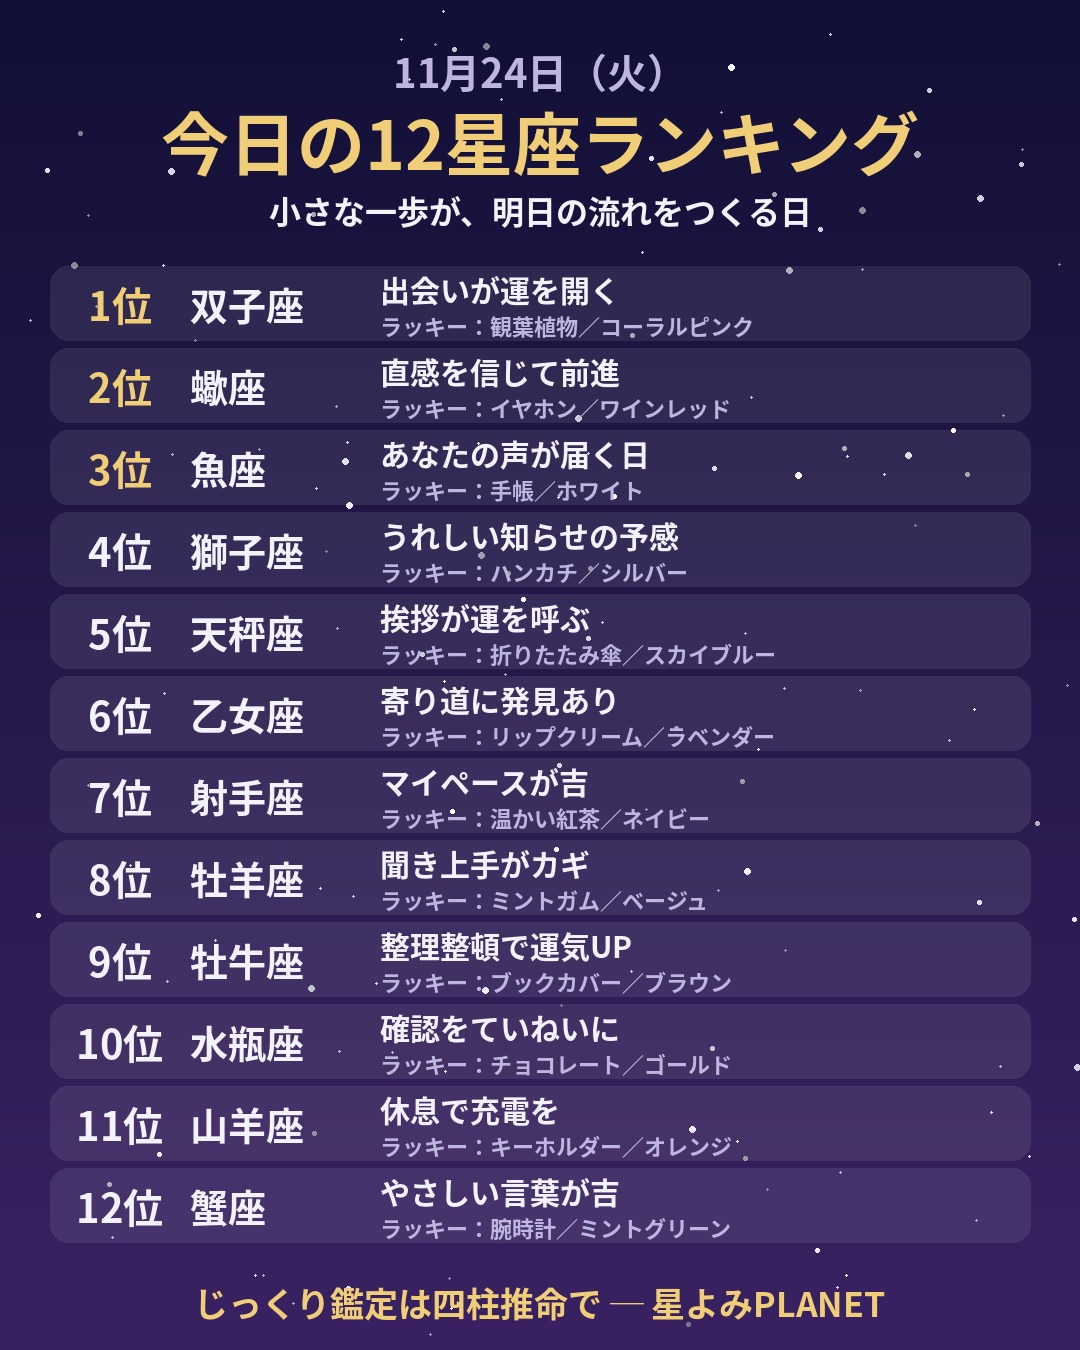 11月24日（火）
今日の12星座ランキング
小さな一歩が、明日の流れをつくる日
1位 双子座 出会いが運を開く
ラッキー：観葉植物／コーラルピンク
2位 蠍座 直感を信じて前進
ラッキー：イヤホン／ワインレッド
3位 魚座 あなたの声が届く日
ラッキー：手帳／ホワイト
4位 獅子座 うれしい知らせの予感
ラッキー：ハンカチ／シルバー
5位 天秤座 挨拶が運を呼ぶ
ラッキー：折りたたみ傘／スカイブルー
6位 乙女座 寄り道に発見あり
ラッキー：リップクリーム／ラベンダー
7位 射手座 マイペースが吉
ラッキー：温かい紅茶／ネイビー
8位 牡羊座 聞き上手がカギ
ラッキー：ミントガム／ベージュ
9位 牡牛座 整理整頓で運気UP
ラッキー：ブックカバー／ブラウン
10位 水瓶座 確認をていねいに
ラッキー：チョコレート／ゴールド
11位 山羊座 休息で充電を
ラッキー：キーホルダー／オレンジ
12位 蟹座 やさしい言葉が吉
ラッキー：腕時計／ミントグリーン
じっくり鑑定は四柱推命で ─ 星よみPLANET